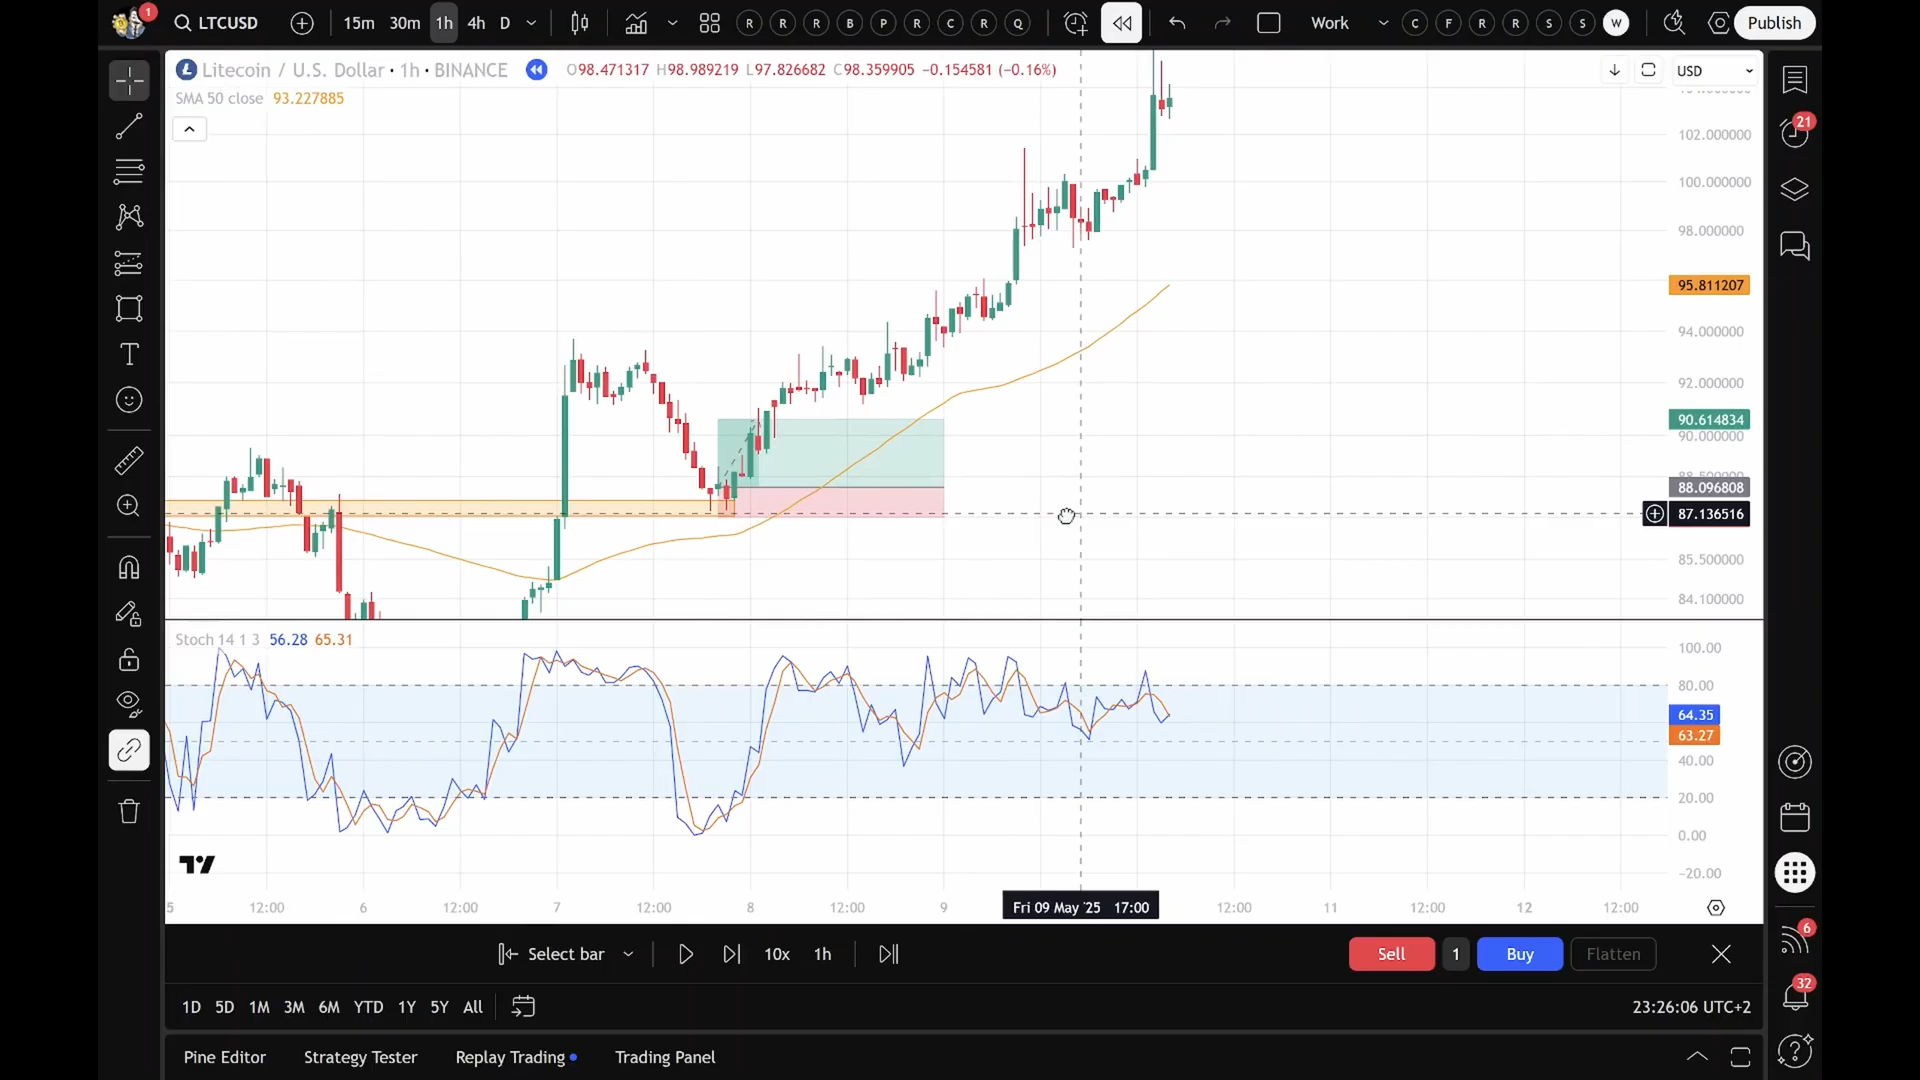 1
LTCUSD
15m 30m 1h 4h D
R R R B P R C R Q
Work
C F R R S S W
Publish
Litecoin / U.S. Dollar · 1h · BINANCE
O98.471317 H98.989219 L97.826682 C98.359905 −0.154581 (−0.16%)
USD
SMA 50 close 93.227885
102.000000
100.000000
98.000000
95.811207
94.000000
92.000000
90.614834
90.000000
88.500000
88.096808
87.136516
85.500000
84.100000
Stoch 14 1 3 56.28 65.31
100.00
80.00
64.35
63.27
40.00
20.00
0.00
−20.00
5 12:00 6 12:00 7 12:00 8 12:00 9 Fri 09 May '25 17:00 12:00 11 12:00 12 12:00
Select bar 10x 1h
Sell 1 Buy Flatten
1D 5D 1M 3M 6M YTD 1Y 5Y All
23:26:06 UTC+2
Pine Editor Strategy Tester Replay Trading Trading Panel
21
6
32